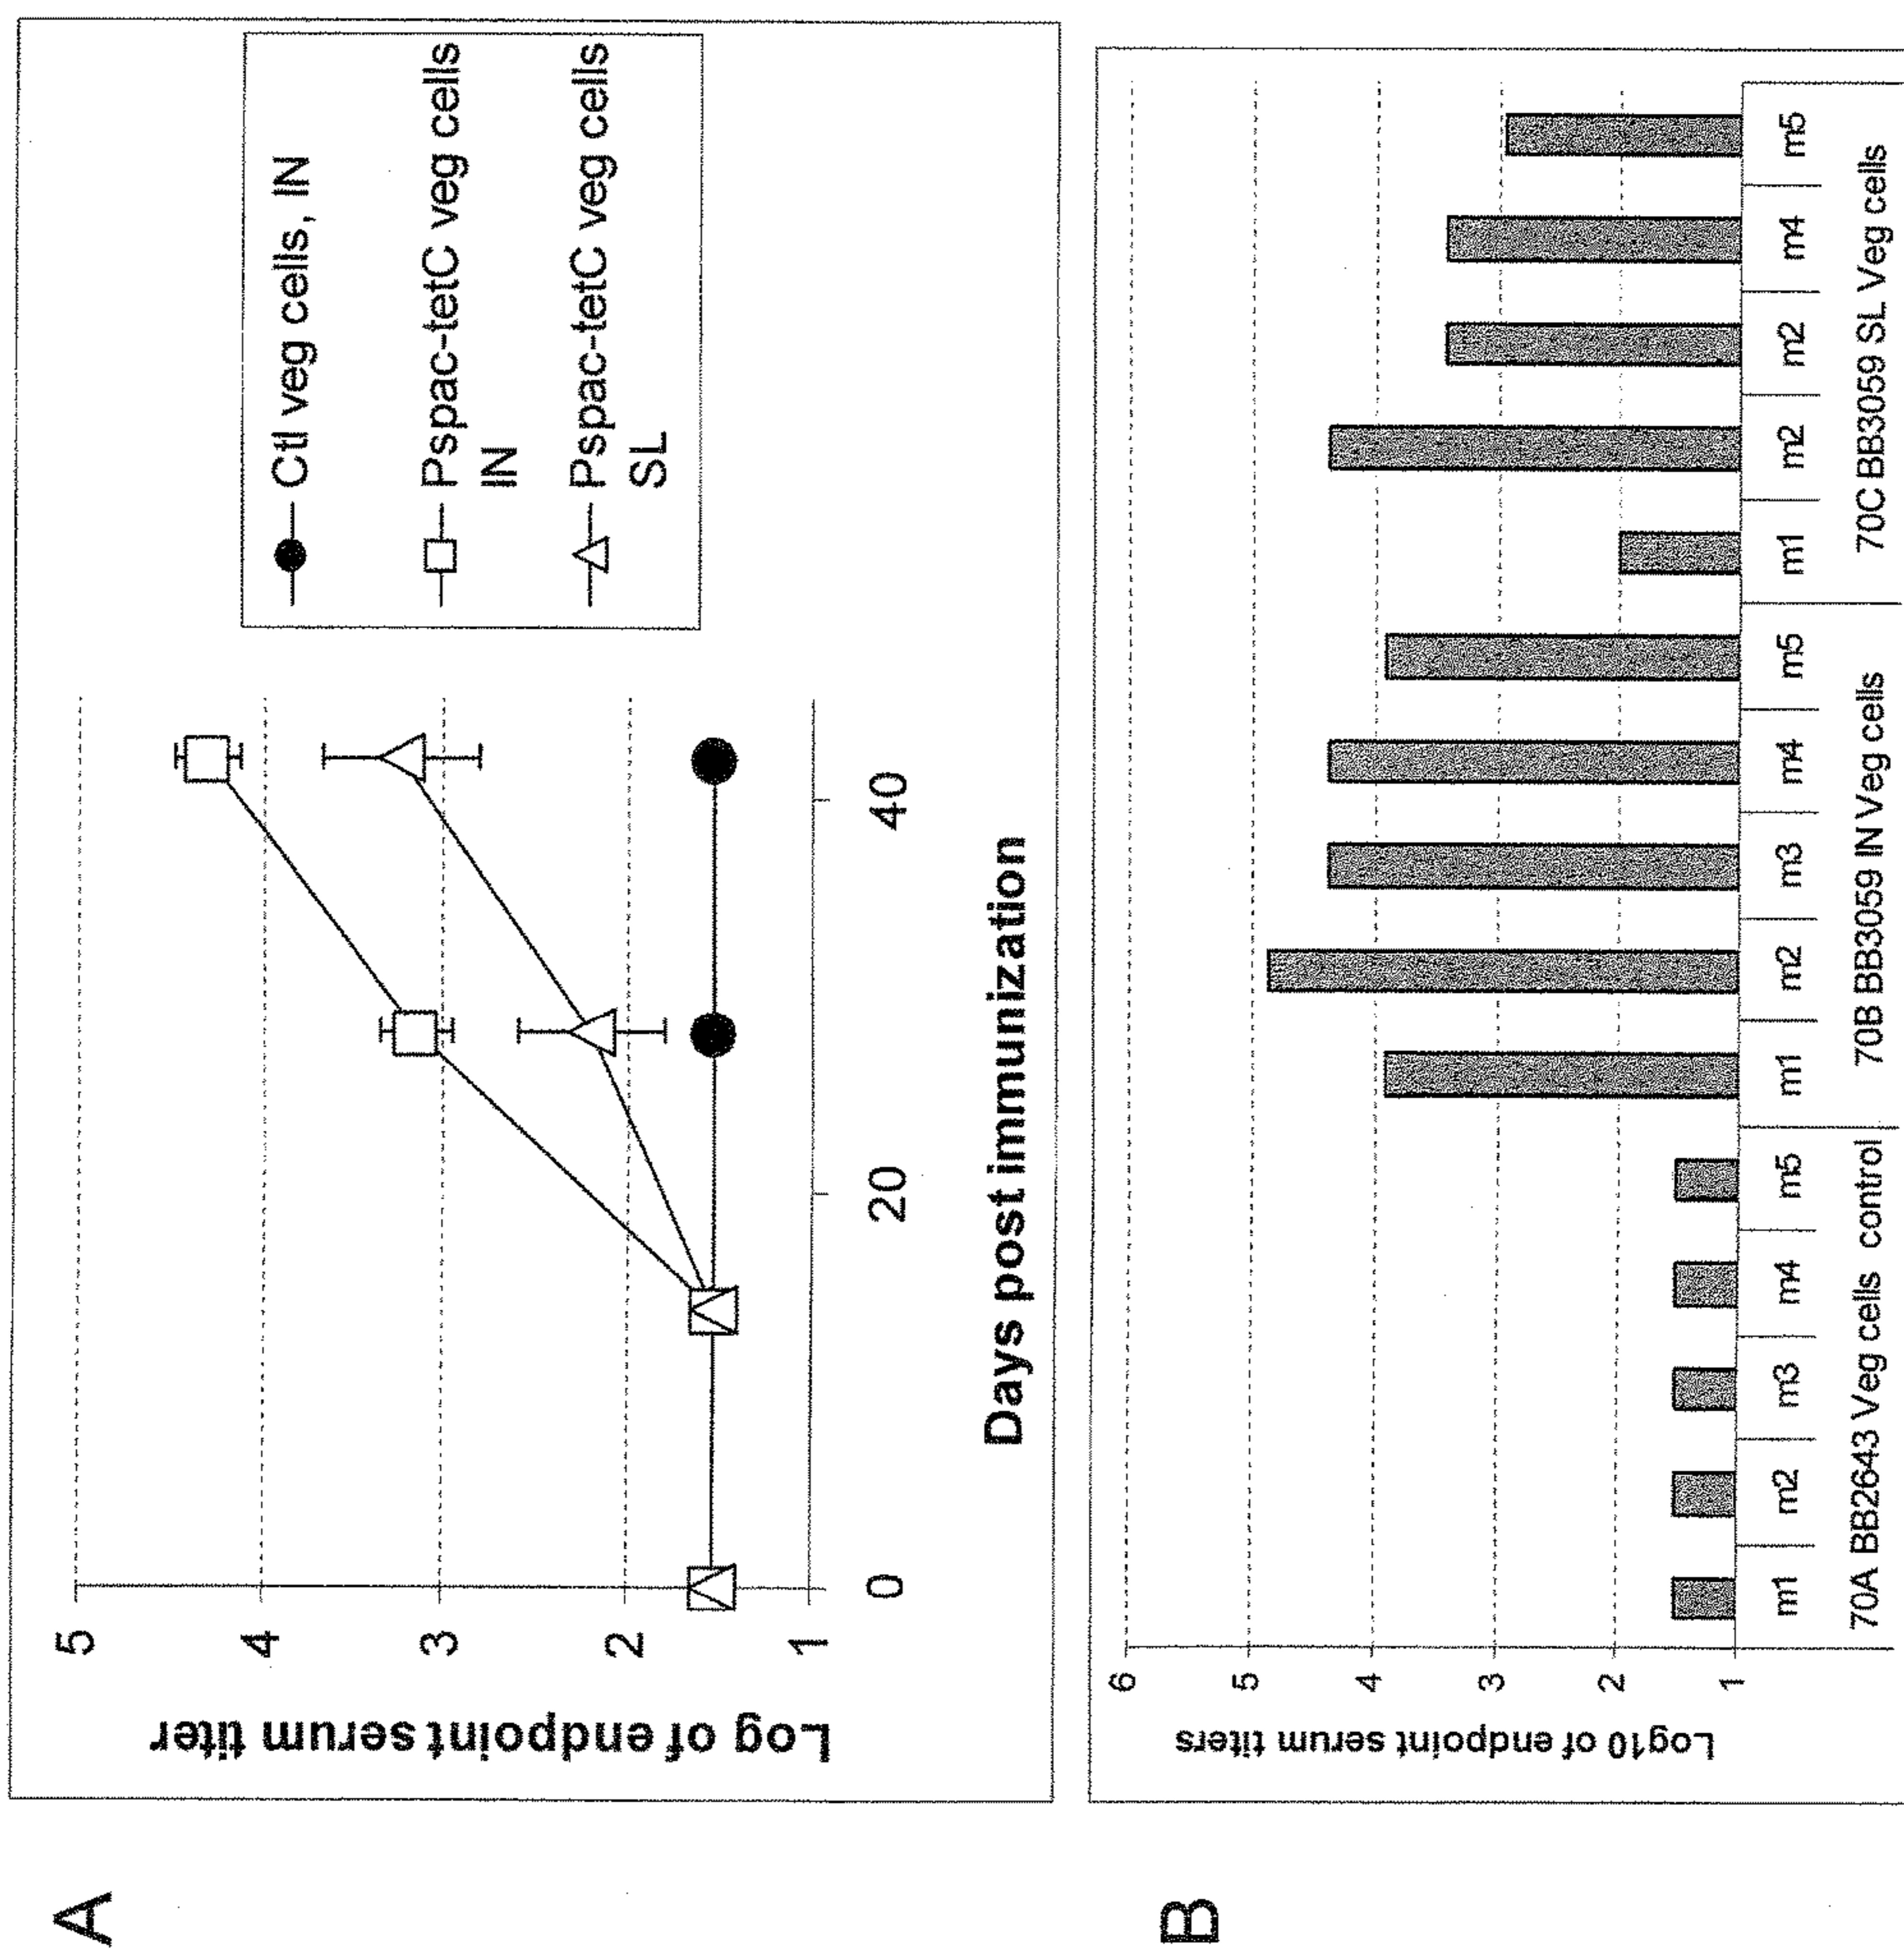 A
Log of endpoint serum titer
5
4
3
2
1
0
20
40
Days post immunization
Ctl veg cells, IN
Pspac-tetC veg cells
IN
Pspac-tetC veg cells
SL
B
Log10 of endpoint serum titers
6
5
4
3
2
1
m1 m2 m3 m4 m5 m1 m2 m3 m4 m5 m1 m2 m2 m4 m5
70A BB2643 Veg cells control 70B BB3059 IN Veg cells 70C BB3059 SL Veg cells